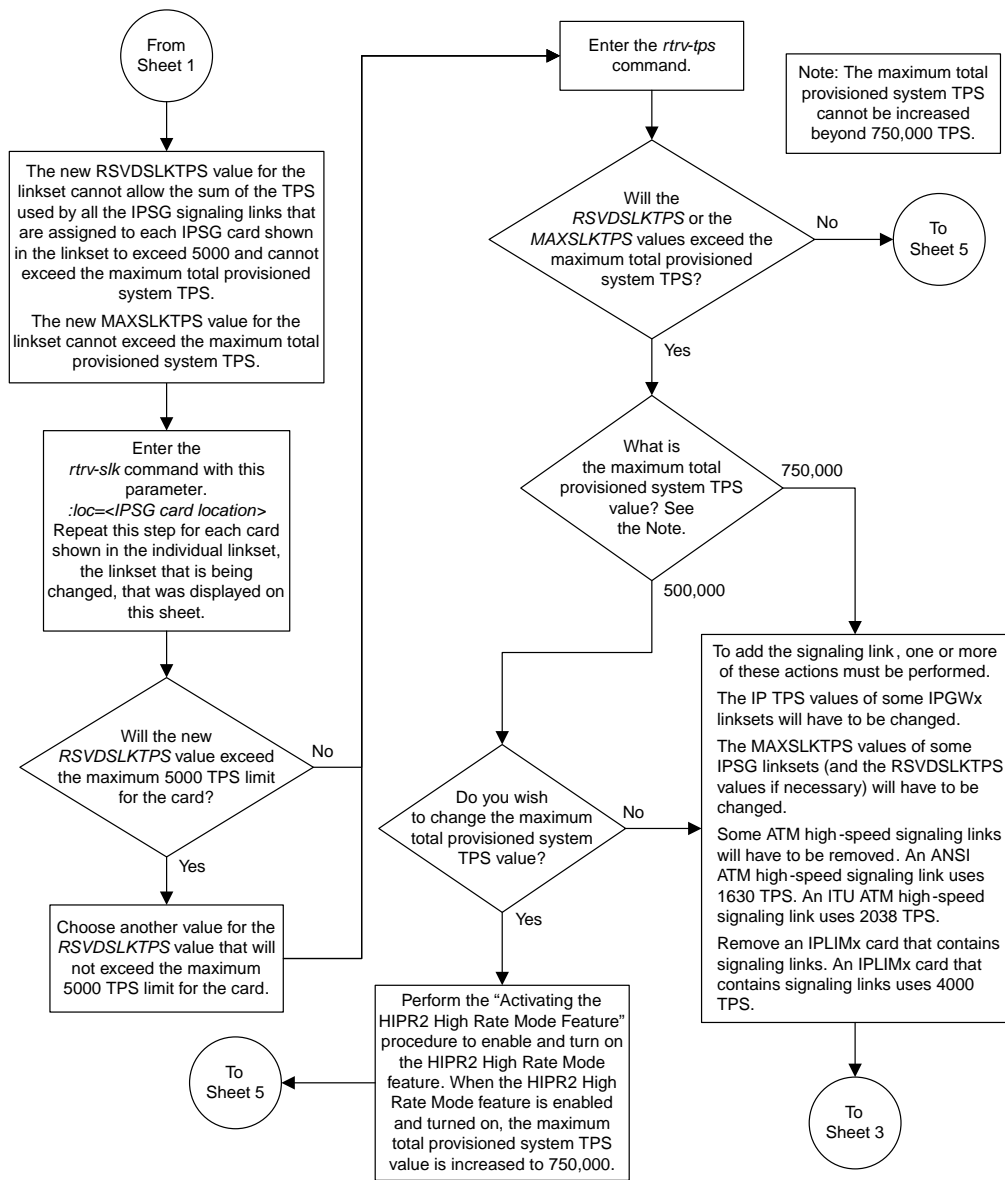 From
Sheet 1
The new RSVDSLKTPS value for the
linkset cannot allow the sum of the TPS
used by all the IPSG signaling links that
are assigned to each IPSG card shown
in the linkset to exceed 5000 and cannot
exceed the maximum total provisioned
system TPS.
The new MAXSLKTPS value for the
linkset cannot exceed the maximum total
provisioned system TPS.
Enter the
rtrv-slk command with this
parameter.
:loc=<IPSG card location>
Repeat this step for each card
shown in the individual linkset,
the linkset that is being
changed, that was displayed on
this sheet.
Will the new
RSVDSLKTPS value exceed
the maximum 5000 TPS limit
for the card?
No
Yes
Choose another value for the
RSVDSLKTPS value that will
not exceed the maximum
5000 TPS limit for the card.
Enter the rtrv-tps
command.
Note: The maximum total
provisioned system TPS
cannot be increased
beyond 750,000 TPS.
Will the
RSVDSLKTPS or the
MAXSLKTPS values exceed the
maximum total provisioned
system TPS?
No
To
Sheet 5
Yes
What is
the maximum total
provisioned system TPS
value? See
the Note.
750,000
500,000
Do you wish
to change the maximum
total provisioned system
TPS value?
No
Yes
To add the signaling link, one or more
of these actions must be performed.
The IP TPS values of some IPGWx
linksets will have to be changed.
The MAXSLKTPS values of some
IPSG linksets (and the RSVDSLKTPS
values if necessary) will have to be
changed.
Some ATM high-speed signaling links
will have to be removed. An ANSI
ATM high-speed signaling link uses
1630 TPS. An ITU ATM high-speed
signaling link uses 2038 TPS.
Remove an IPLIMx card that contains
signaling links. An IPLIMx card that
contains signaling links uses 4000
TPS.
Perform the “Activating the
HIPR2 High Rate Mode Feature”
procedure to enable and turn on
the HIPR2 High Rate Mode
feature. When the HIPR2 High
Rate Mode feature is enabled
and turned on, the maximum
total provisioned system TPS
value is increased to 750,000.
To
Sheet 5
To
Sheet 3